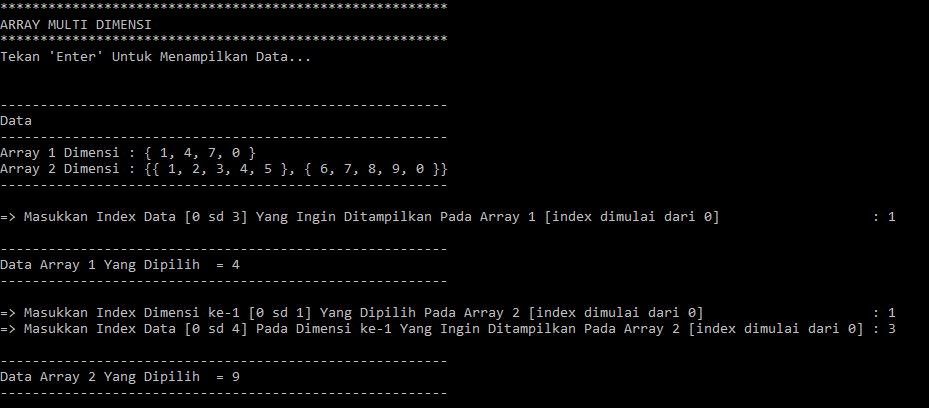 ********************************************************
ARRAY MULTI DIMENSI
********************************************************
Tekan 'Enter' Untuk Menampilkan Data...
--------------------------------------------------------
Data
--------------------------------------------------------
Array 1 Dimensi : { 1, 4, 7, 0 }
Array 2 Dimensi : {{ 1, 2, 3, 4, 5 }, { 6, 7, 8, 9, 0 }}
--------------------------------------------------------
=> Masukkan Index Data [0 sd 3] Yang Ingin Ditampilkan Pada Array 1 [index dimulai dari 0]                   : 1
--------------------------------------------------------
Data Array 1 Yang Dipilih  = 4
--------------------------------------------------------
=> Masukkan Index Dimensi ke-1 [0 sd 1] Yang Dipilih Pada Array 2 [index dimulai dari 0]                     : 1
=> Masukkan Index Data [0 sd 4] Pada Dimensi ke-1 Yang Ingin Ditampilkan Pada Array 2 [index dimulai dari 0] : 3
--------------------------------------------------------
Data Array 2 Yang Dipilih  = 9
--------------------------------------------------------